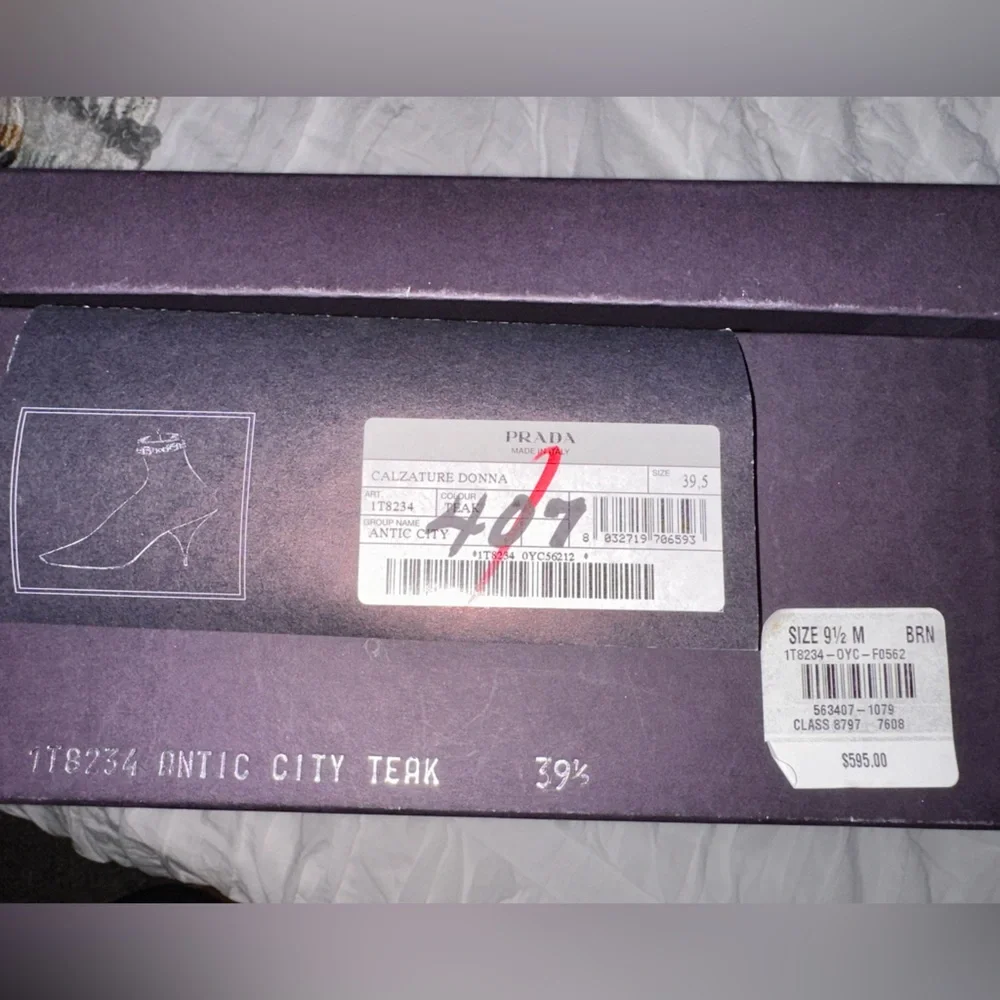 PRADA
MADE IN ITALY
CALZATURE DONNA
SIZE
39.5
ART.
1T8234
COLOUR
TEAK
407
GROUP NAME
ANTIC CITY
8 032719 706593
*1T8234 0YC56212 *
SIZE 9½ M BRN
1T8234-0YC-F0562
563407-1079
CLASS 8797 7608
$595.00
1T8234 ANTIC CITY TEAK 39½